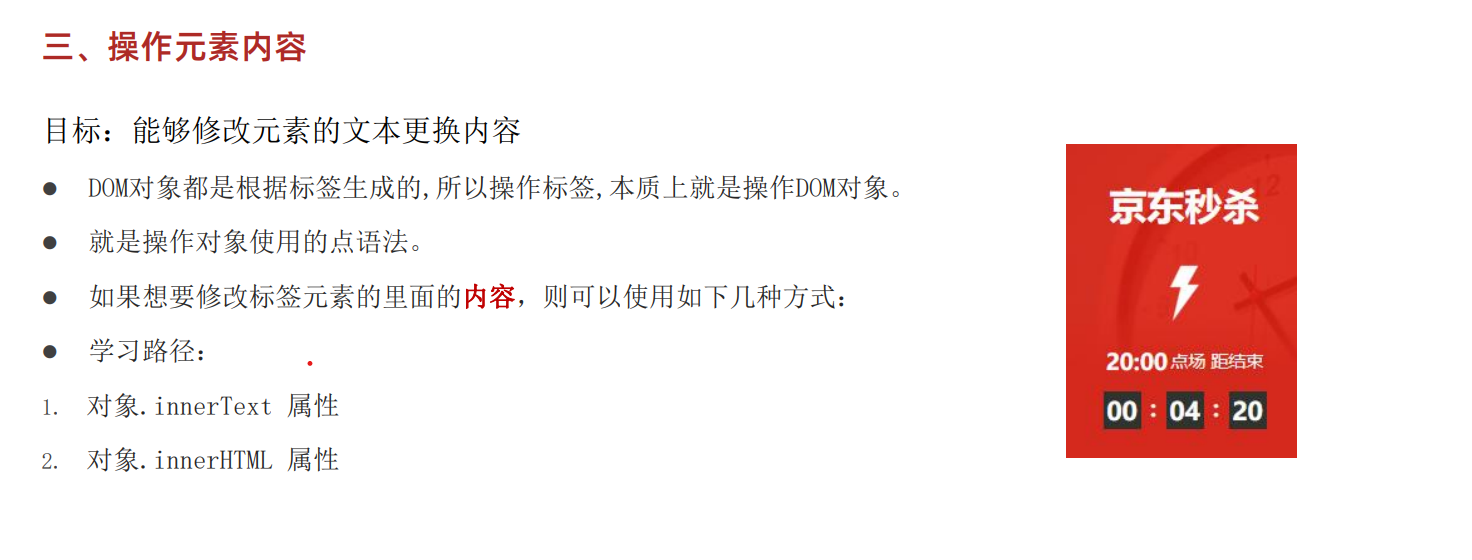 三、操作元素内容
目标：能够修改元素的文本更换内容
● DOM对象都是根据标签生成的,所以操作标签,本质上就是操作DOM对象。
● 就是操作对象使用的点语法。
● 如果想要修改标签元素的里面的内容，则可以使用如下几种方式：
● 学习路径：
1. 对象.innerText 属性
2. 对象.innerHTML 属性
京东秒杀
20:00 点场 距结束
00 : 04 : 20